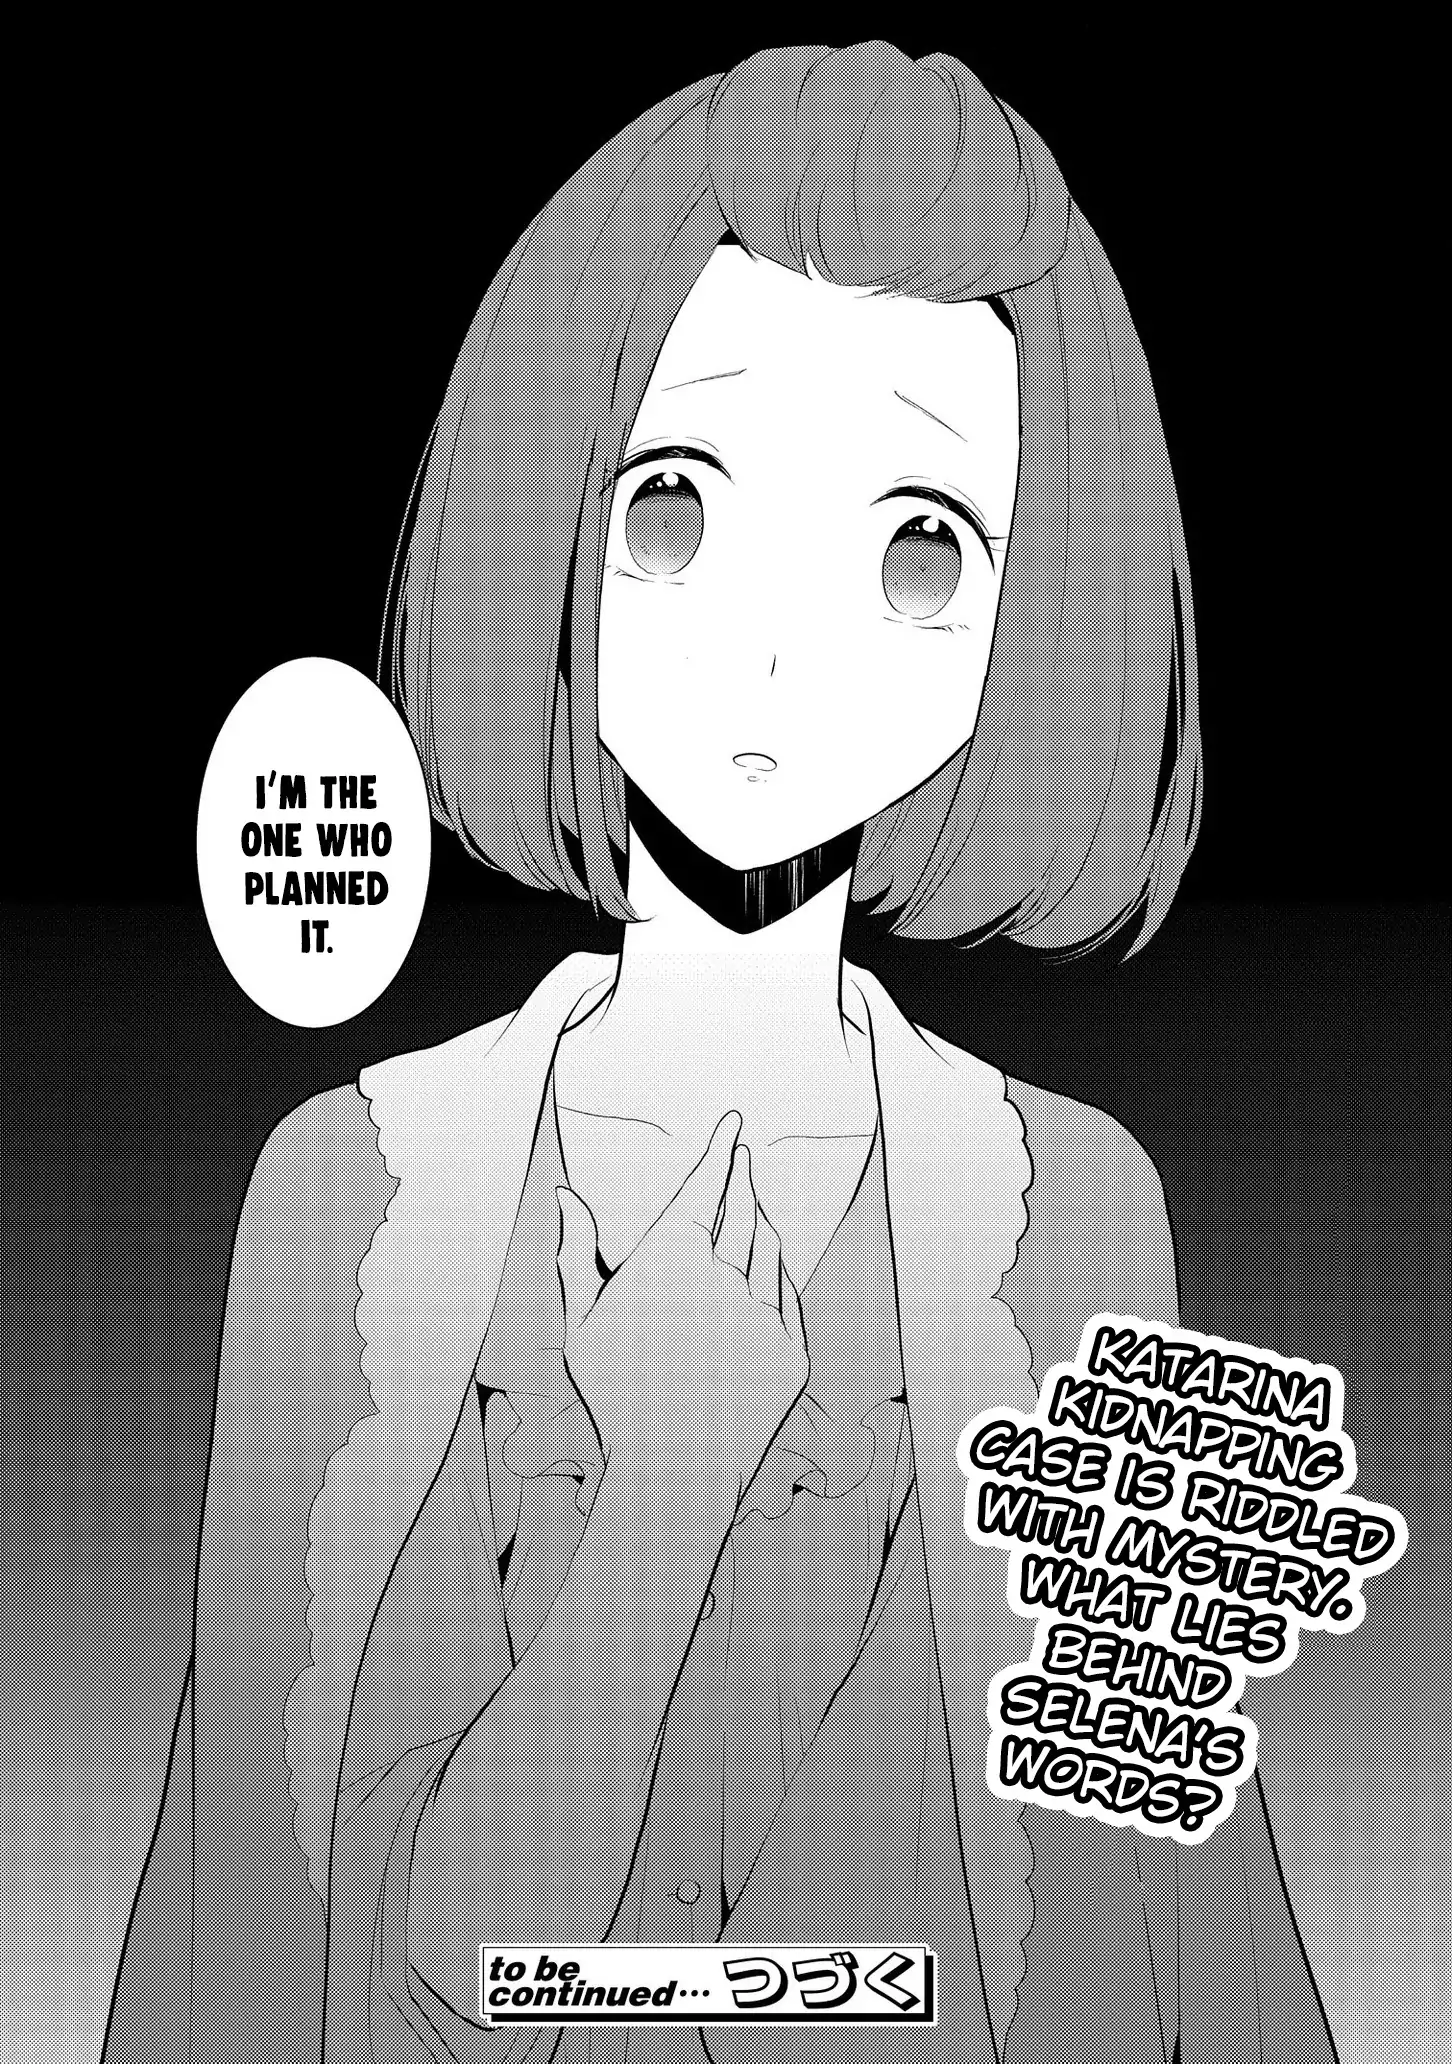 I'M THE
ONE WHO
PLANNED
IT.
KATARINA
KIDNAPPING
CASE IS RIDDLED
WITH MYSTERY.
WHAT LIES
BEHIND
SELENA'S
WORDS?
to be
continued… つづく